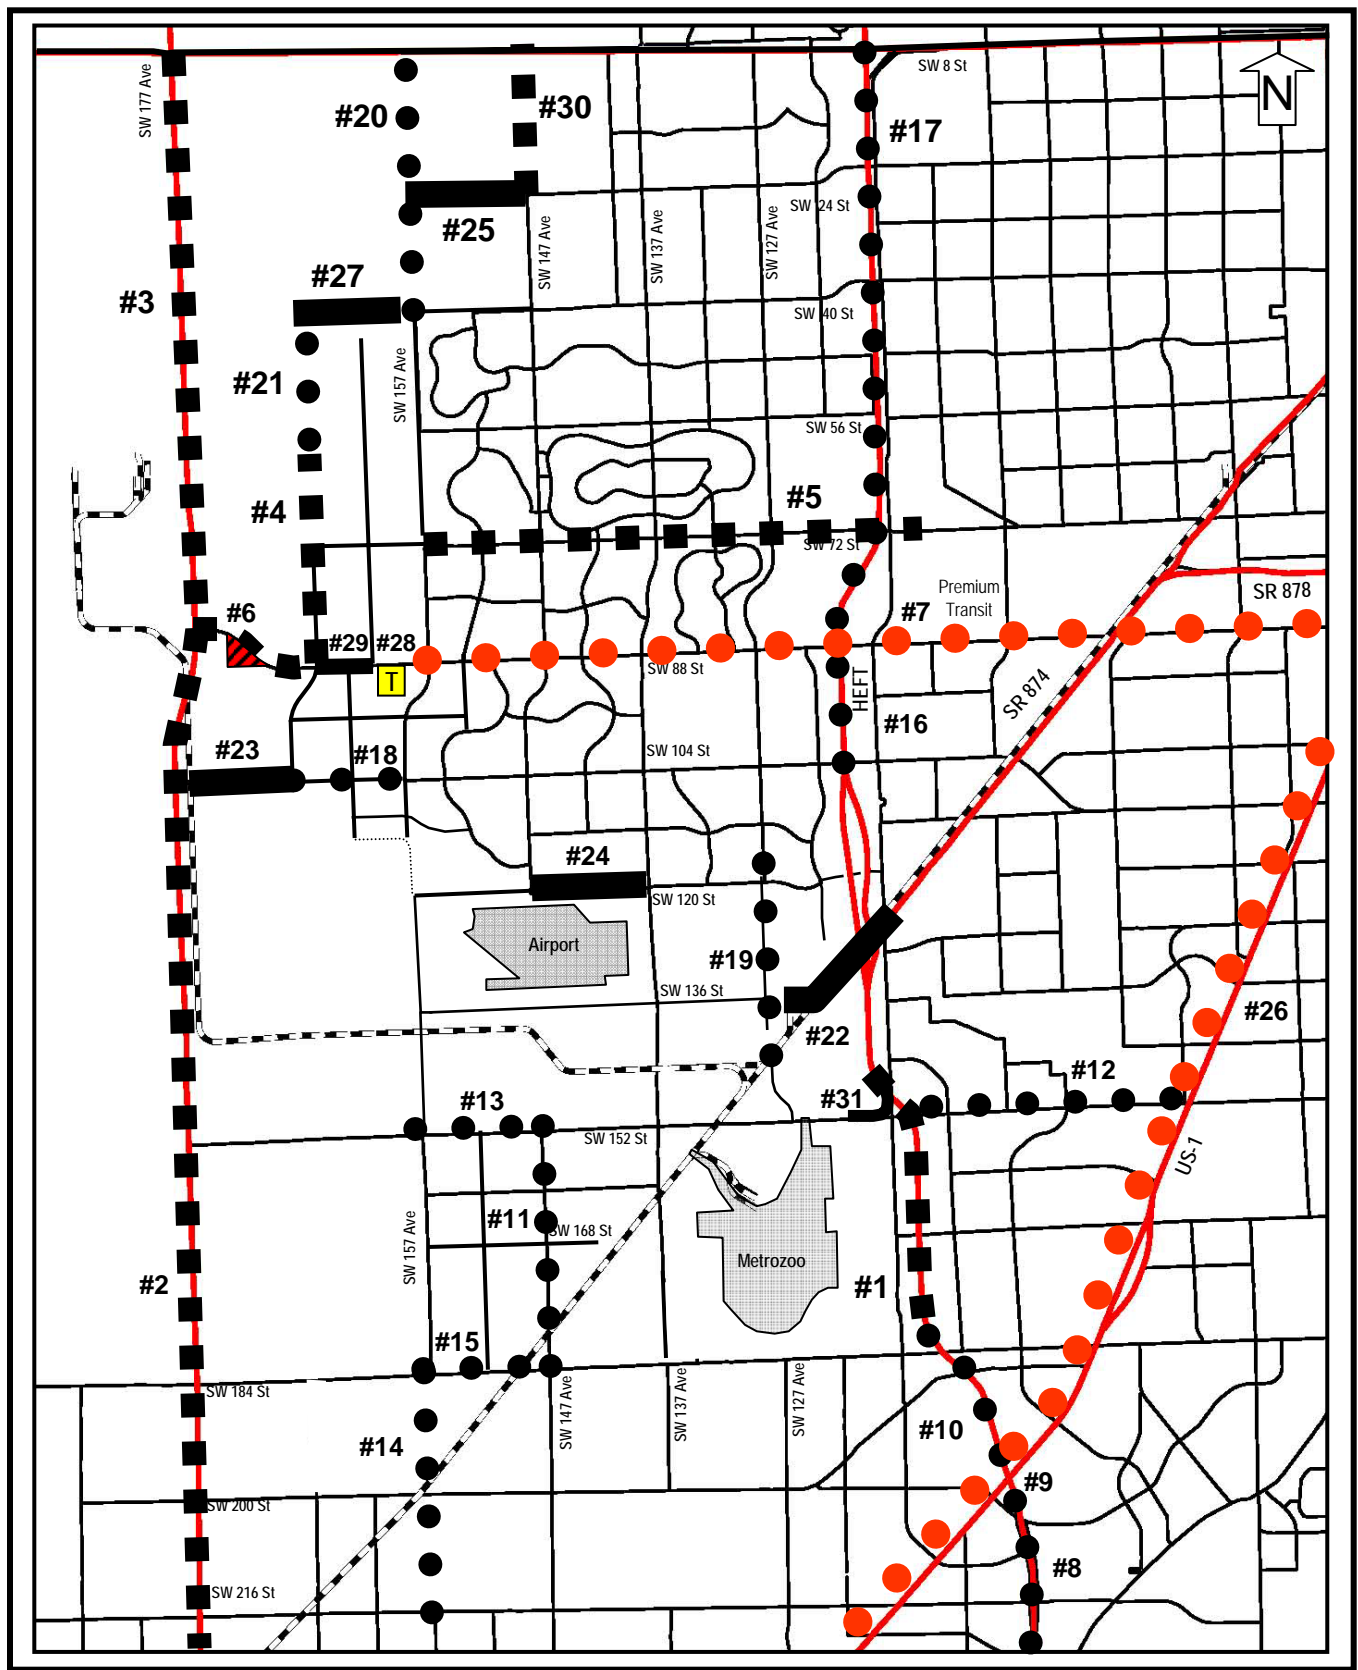 SW 8 St
N
SW 177 Ave
#20
#30
#17
SW 24 St
#25
SW 147 Ave
SW 137 Ave
SW 127 Ave
#27
#3
SW 40 St
#21
SW 157 Ave
SW 56 St
#5
#4
SW 72 St
Premium
Transit
SR 878
#6
#7
#29
#28
T
SW 88 St
HEFT
SR 874
#16
#23
#18
SW 104 St
#24
SW 120 St
Airport
#19
SW 136 St
#26
#22
#12
#31
#13
SW 152 St
US-1
#11
SW 168 St
SW 157 Ave
Metrozoo
#2
#1
#15
SW 184 St
SW 147 Ave
SW 137 Ave
SW 127 Ave
#10
#14
#9
SW 200 St
#8
SW 216 St